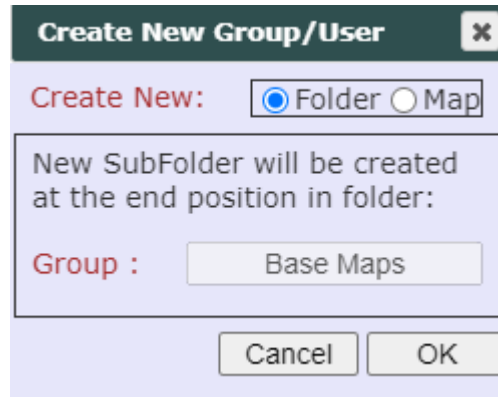 Create New Group/User
Create New: Folder Map
New SubFolder will be created
at the end position in folder:
Group : Base Maps
Cancel OK